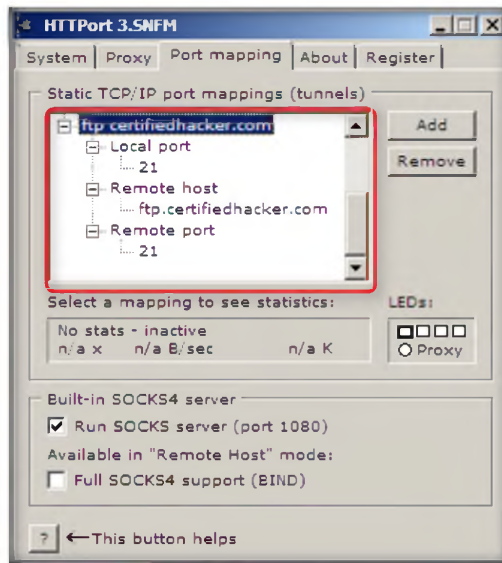 HTTPort 3.SNFM
System Proxy Port mapping About Register
Static TCP/IP port mappings (tunnels)
ftp certifiedhacker.com
Local port
21
Remote host
ftp.certifiedhacker.com
Remote port
21
Add
Remove
Select a mapping to see statistics:
No stats - inactive
n/a x n/a B/sec n/a K
LEDs:
Proxy
Built-in SOCKS4 server
Run SOCKS server (port 1080)
Available in "Remote Host" mode:
Full SOCKS4 support (BIND)
? ←This button helps